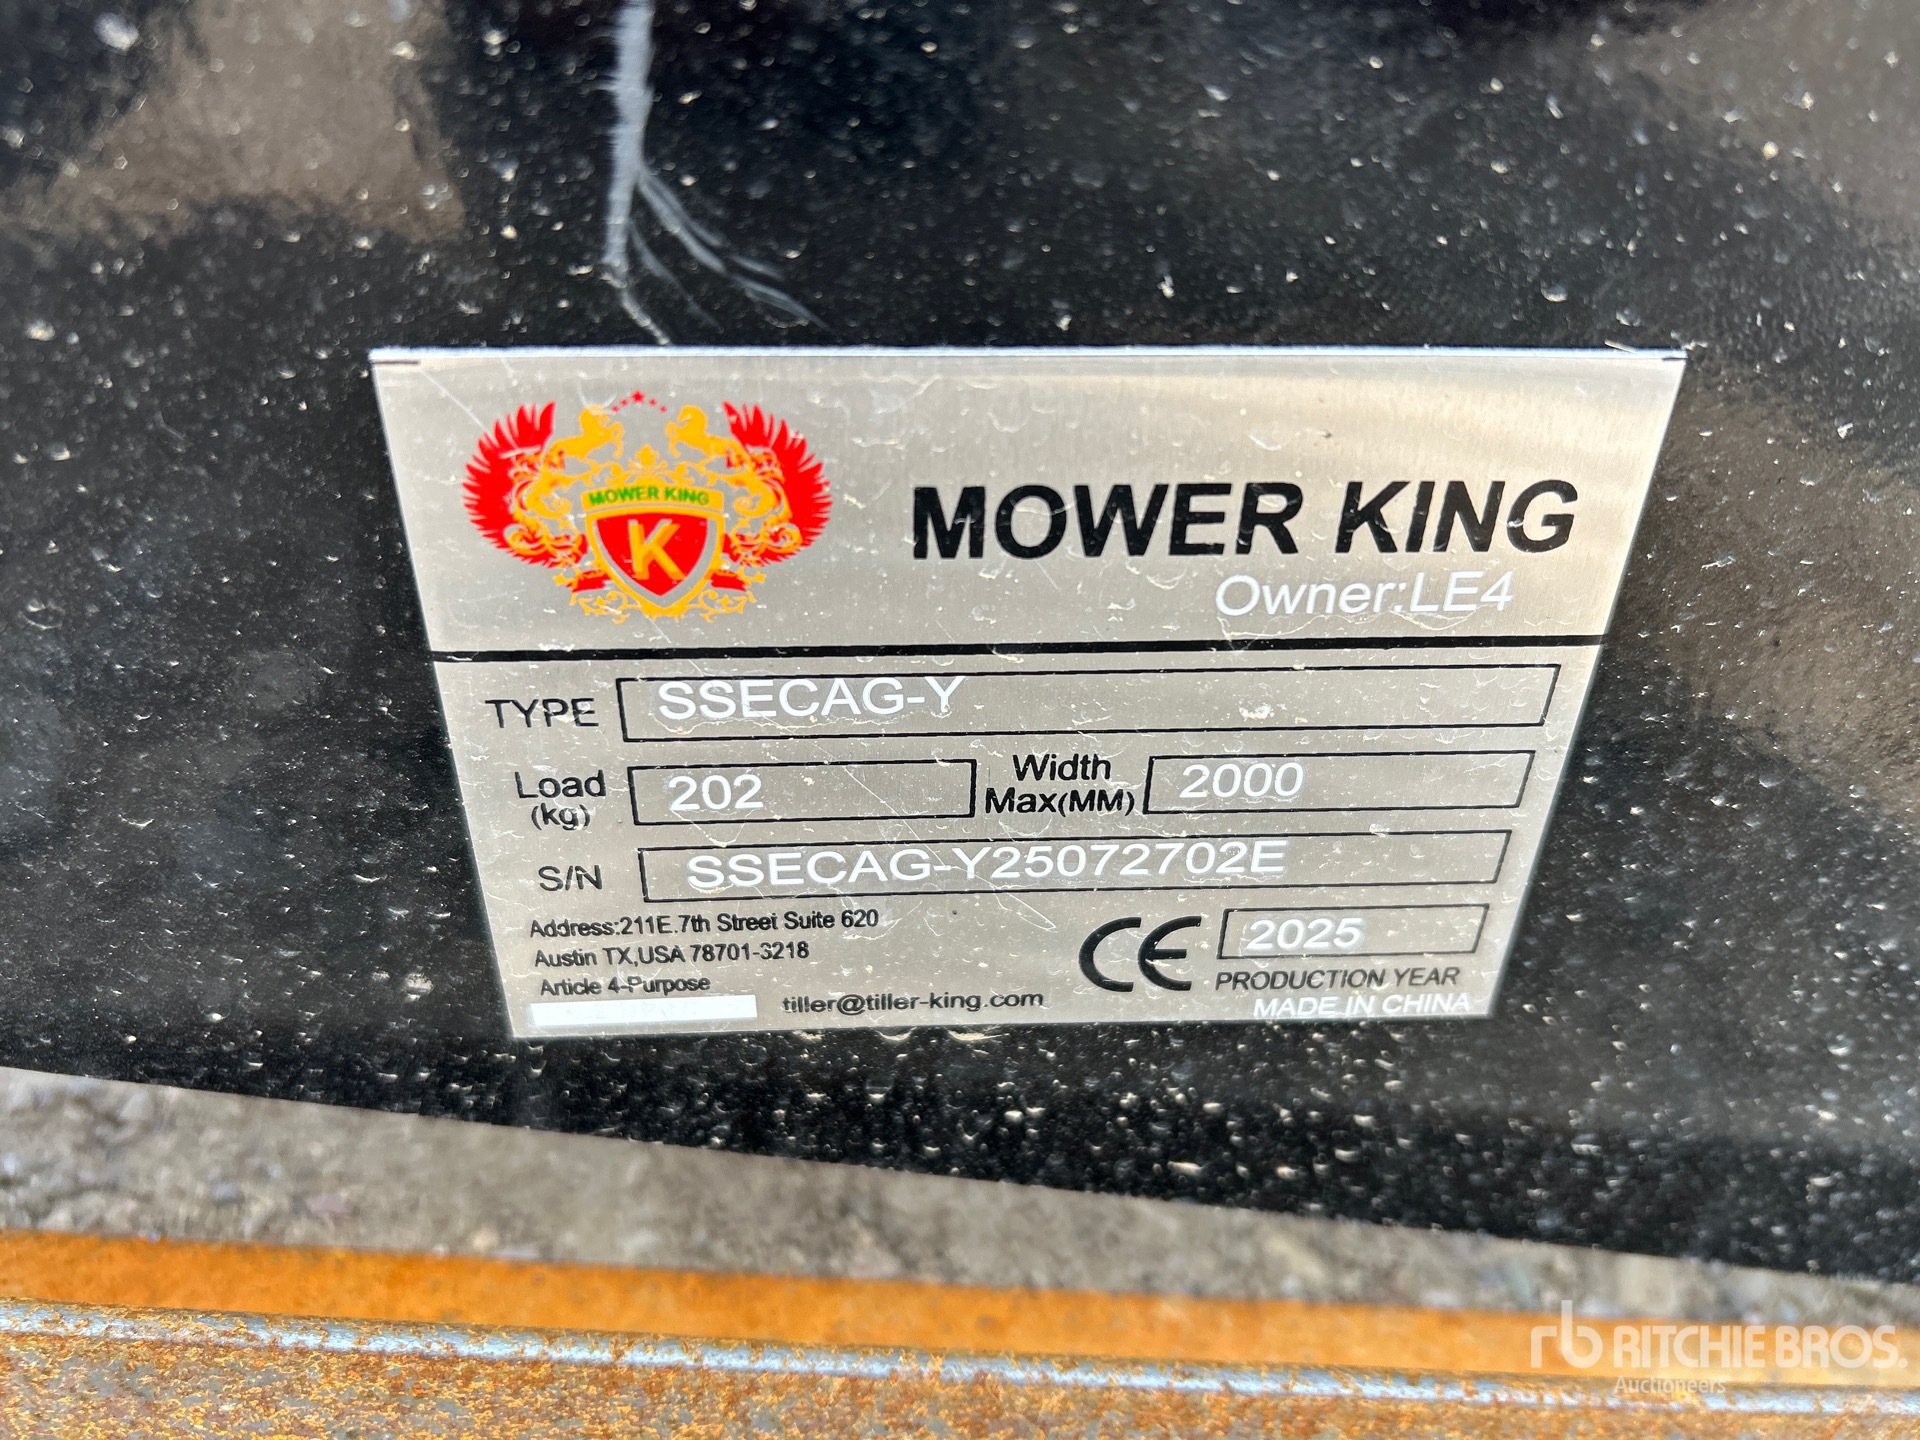 MOWER KING
K
MOWER KING
Owner:LE4
TYPE SSECAG-Y
Load (kg) 202 Width Max(MM) 2000
S/N SSECAG-Y25072702E
Address:211E.7th Street Suite 620
Austin TX,USA 78701-3218
Article 4-Purpose
tiller@tiller-king.com
CE 2025
PRODUCTION YEAR
MADE IN CHINA
rb RITCHIE BROS.
Auctioneers